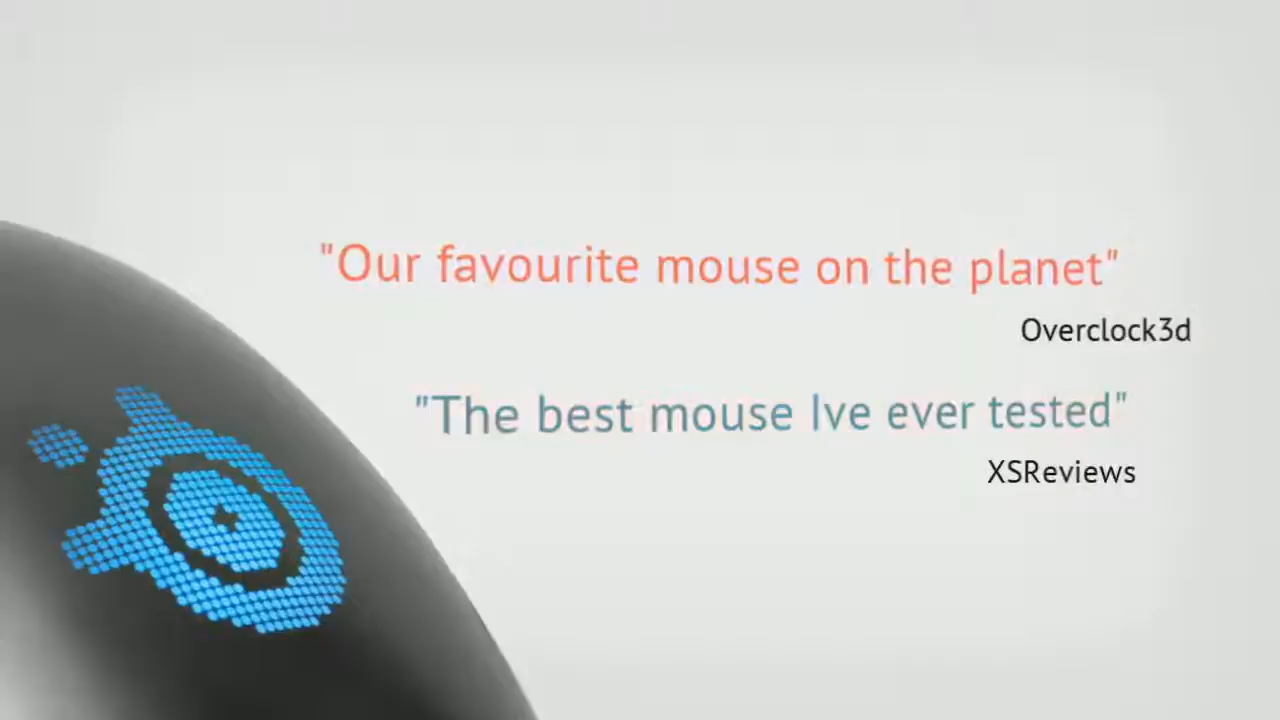 "Our favourite mouse on the planet"
Overclock3d
"The best mouse Ive ever tested"
XSReviews